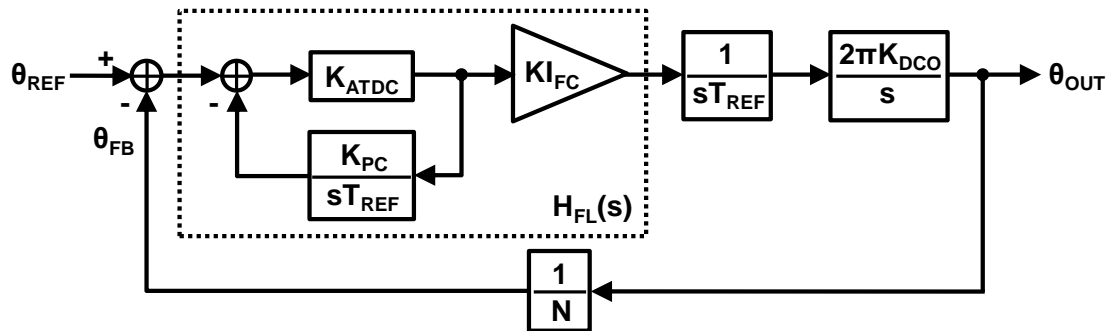 +
θREF
-
θFB
-
KATDC
KPC
sTREF
KIFC
HFL(s)
1
sTREF
2πKDCO
s
θOUT
1
N